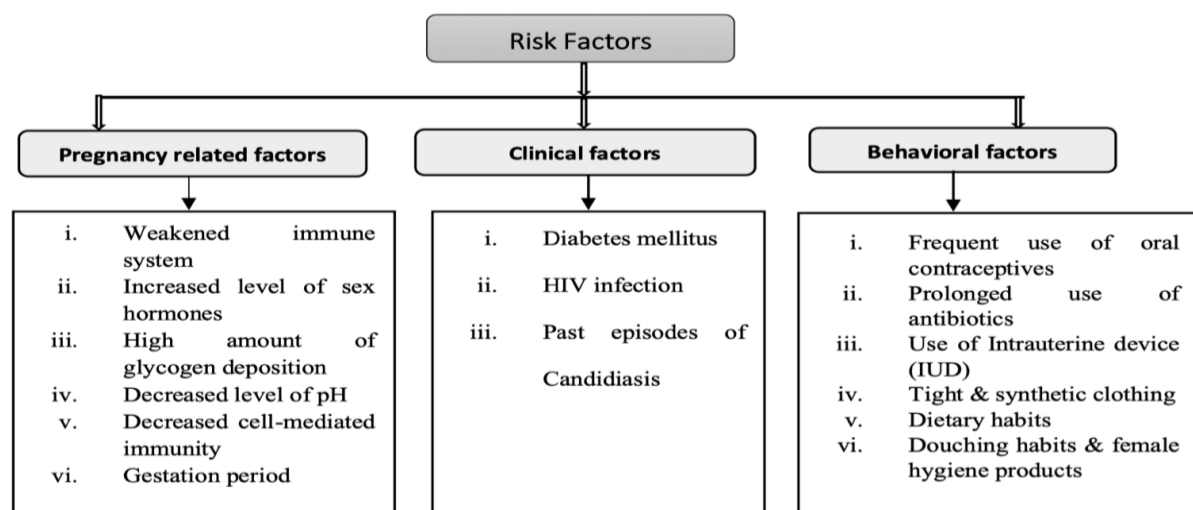 Risk Factors
Pregnancy related factors
i. Weakened immune
system
ii. Increased level of sex
hormones
iii. High amount of
glycogen deposition
iv. Decreased level of pH
v. Decreased cell-mediated
immunity
vi. Gestation period
Clinical factors
i. Diabetes mellitus
ii. HIV infection
iii. Past episodes of
Candidiasis
Behavioral factors
i. Frequent use of oral
contraceptives
ii. Prolonged use of
antibiotics
iii. Use of Intrauterine device
(IUD)
iv. Tight & synthetic clothing
v. Dietary habits
vi. Douching habits & female
hygiene products